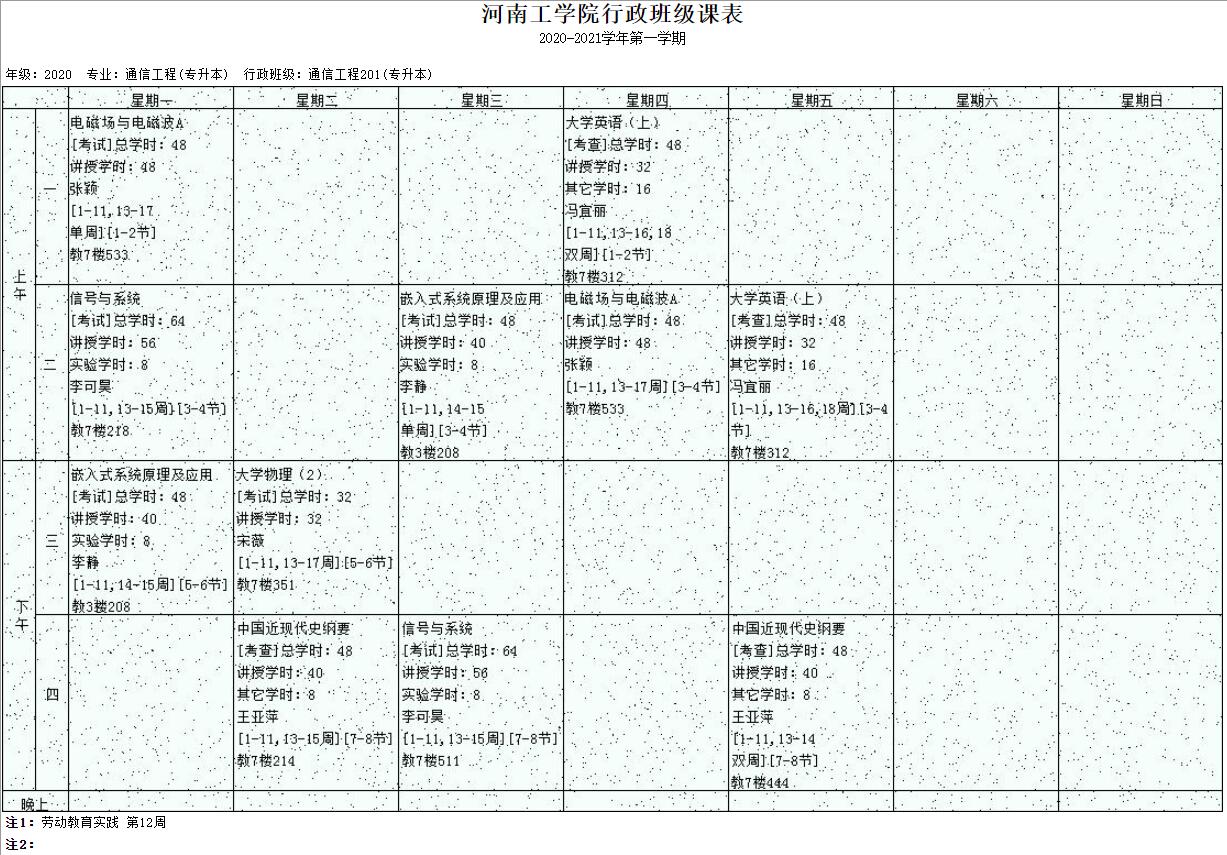 河南工学院行政班级课表
2020-2021学年第一学期
年级：2020 专业：通信工程(专升本) 行政班级：通信工程201(专升本)
星期一 星期二 星期三 星期四 星期五 星期六 星期日
上午
一
电磁场与电磁波A
[考试]总学时：48
讲授学时：48
张颖
[1-11,13-17
单周][1-2节]
教7楼533
大学英语（上）
[考查]总学时：48
讲授学时：32
其它学时：16
冯宜丽
[1-11,13-16,18
双周][1-2节]
教7楼312
二
信号与系统
[考试]总学时：64
讲授学时：56
实验学时：8
李可昊
[1-11,13-15周][3-4节]
教7楼218
嵌入式系统原理及应用
[考试]总学时：48
讲授学时：40
实验学时：8
李静
[1-11,14-15
单周][3-4节]
教3楼208
电磁场与电磁波A
[考试]总学时：48
讲授学时：48
张颖
[1-11,13-17周][3-4节]
教7楼533
大学英语（上）
[考查]总学时：48
讲授学时：32
其它学时：16
冯宜丽
[1-11,13-16,18周][3-4
节]
教7楼312
下午
三
嵌入式系统原理及应用
[考试]总学时：48
讲授学时：40
实验学时：8
李静
[1-11,14-15周][5-6节]
教3楼208
大学物理（2）
[考试]总学时：32
讲授学时：32
宋薇
[1-11,13-17周][5-6节]
教7楼351
四
中国近现代史纲要
[考查]总学时：48
讲授学时：40
其它学时：8
王亚萍
[1-11,13-15周][7-8节]
教7楼214
信号与系统
[考试]总学时：64
讲授学时：56
实验学时：8
李可昊
[1-11,13-15周][7-8节]
教7楼511
中国近现代史纲要
[考查]总学时：48
讲授学时：40
其它学时：8
王亚萍
[1-11,13-14
双周][7-8节]
教7楼444
晚上
注1：劳动教育实践 第12周
注2：